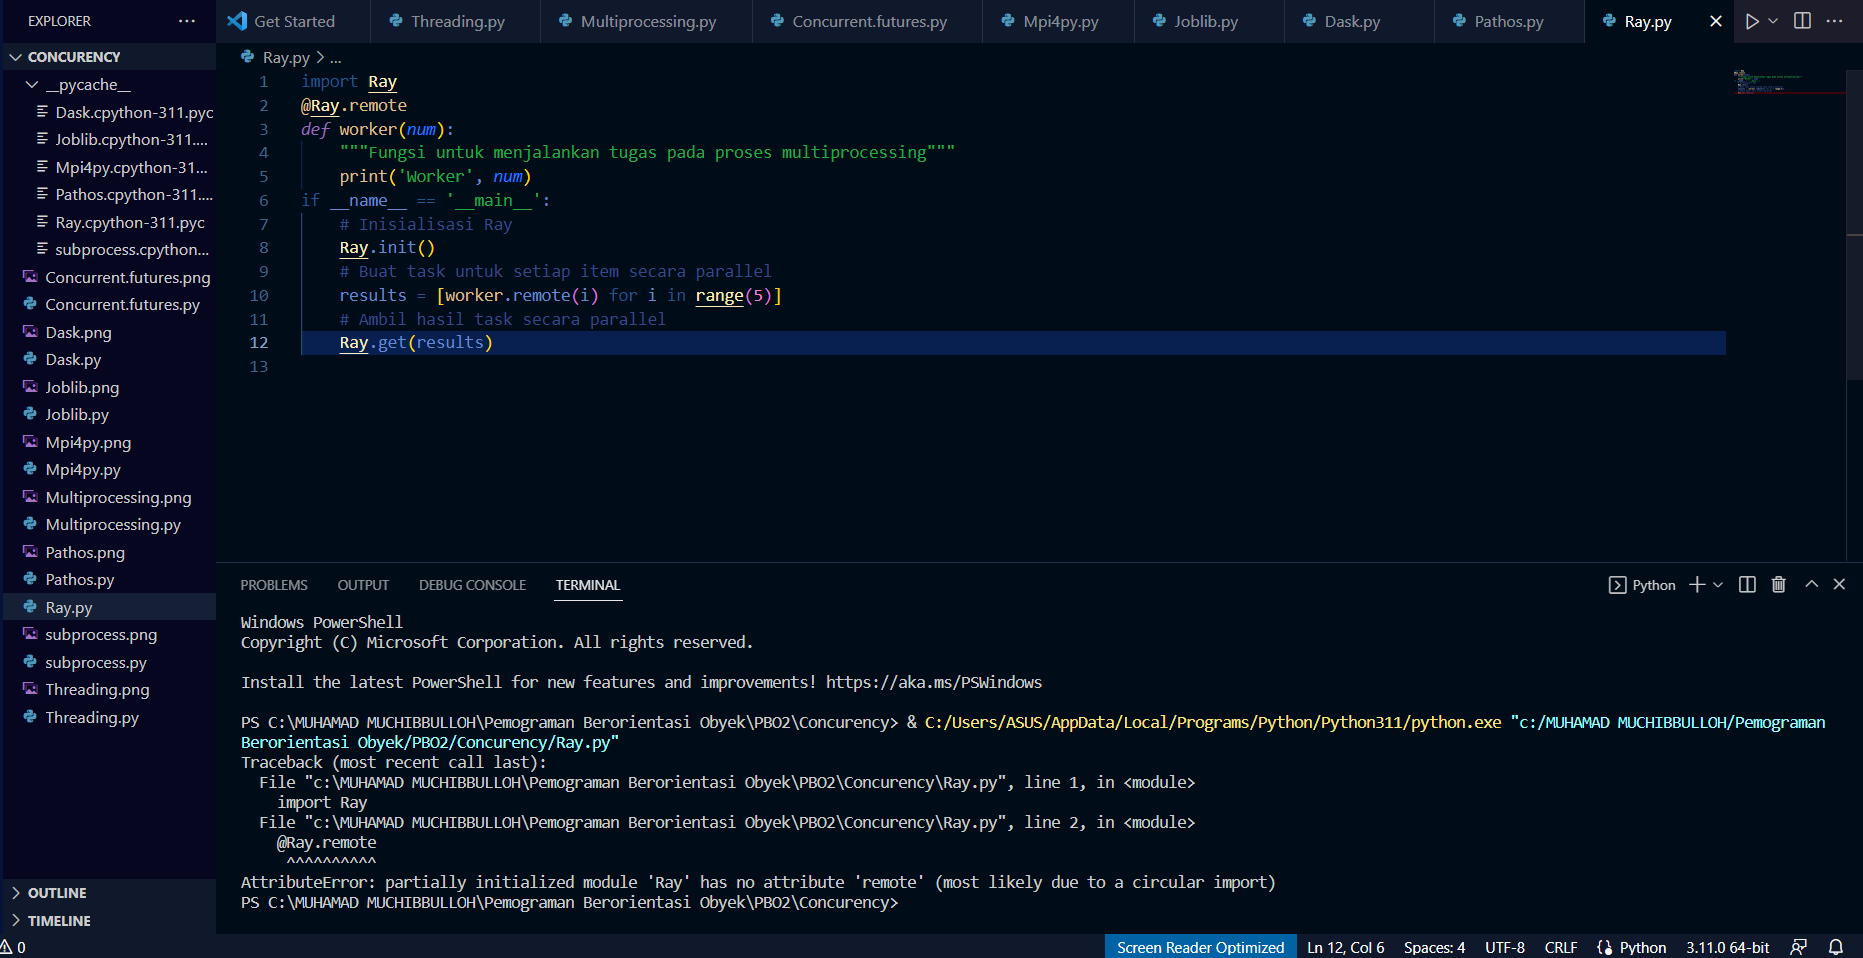 EXPLORER
Get Started
Threading.py
Multiprocessing.py
Concurrent.futures.py
Mpi4py.py
Joblib.py
Dask.py
Pathos.py
Ray.py
CONCURENCY
__pycache__
Dask.cpython-311.pyc
Joblib.cpython-311....
Mpi4py.cpython-31...
Pathos.cpython-311....
Ray.cpython-311.pyc
subprocess.cpython...
Concurrent.futures.png
Concurrent.futures.py
Dask.png
Dask.py
Joblib.png
Joblib.py
Mpi4py.png
Mpi4py.py
Multiprocessing.png
Multiprocessing.py
Pathos.png
Pathos.py
Ray.py
subprocess.png
subprocess.py
Threading.png
Threading.py
OUTLINE
TIMELINE
Ray.py > ...
1 import Ray
2 @Ray.remote
3 def worker(num):
4     """Fungsi untuk menjalankan tugas pada proses multiprocessing"""
5     print('Worker', num)
6 if __name__ == '__main__':
7     # Inisialisasi Ray
8     Ray.init()
9     # Buat task untuk setiap item secara parallel
10     results = [worker.remote(i) for i in range(5)]
11     # Ambil hasil task secara parallel
12     Ray.get(results)
13
PROBLEMS OUTPUT DEBUG CONSOLE TERMINAL
Python
Windows PowerShell
Copyright (C) Microsoft Corporation. All rights reserved.
Install the latest PowerShell for new features and improvements! https://aka.ms/PSWindows
PS C:\MUHAMAD MUCHIBBULLOH\Pemograman Berorientasi Obyek\PBO2\Concurency> & C:/Users/ASUS/AppData/Local/Programs/Python/Python311/python.exe "c:/MUHAMAD MUCHIBBULLOH/Pemograman
Berorientasi Obyek/PBO2/Concurency/Ray.py"
Traceback (most recent call last):
  File "c:\MUHAMAD MUCHIBBULLOH\Pemograman Berorientasi Obyek\PBO2\Concurency\Ray.py", line 1, in <module>
    import Ray
  File "c:\MUHAMAD MUCHIBBULLOH\Pemograman Berorientasi Obyek\PBO2\Concurency\Ray.py", line 2, in <module>
    @Ray.remote
     ^^^^^^^^^^
AttributeError: partially initialized module 'Ray' has no attribute 'remote' (most likely due to a circular import)
PS C:\MUHAMAD MUCHIBBULLOH\Pemograman Berorientasi Obyek\PBO2\Concurency>
0
Screen Reader Optimized
Ln 12, Col 6
Spaces: 4
UTF-8
CRLF
Python
3.11.0 64-bit